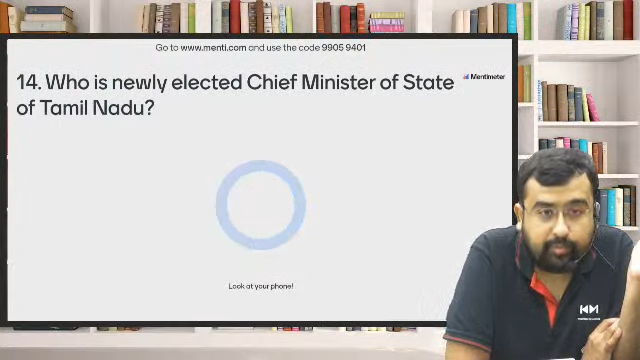 Go to www.menti.com and use the code 9905 9401
14. Who is newly elected Chief Minister of State
of Tamil Nadu?
Mentimeter
Look at your phone!